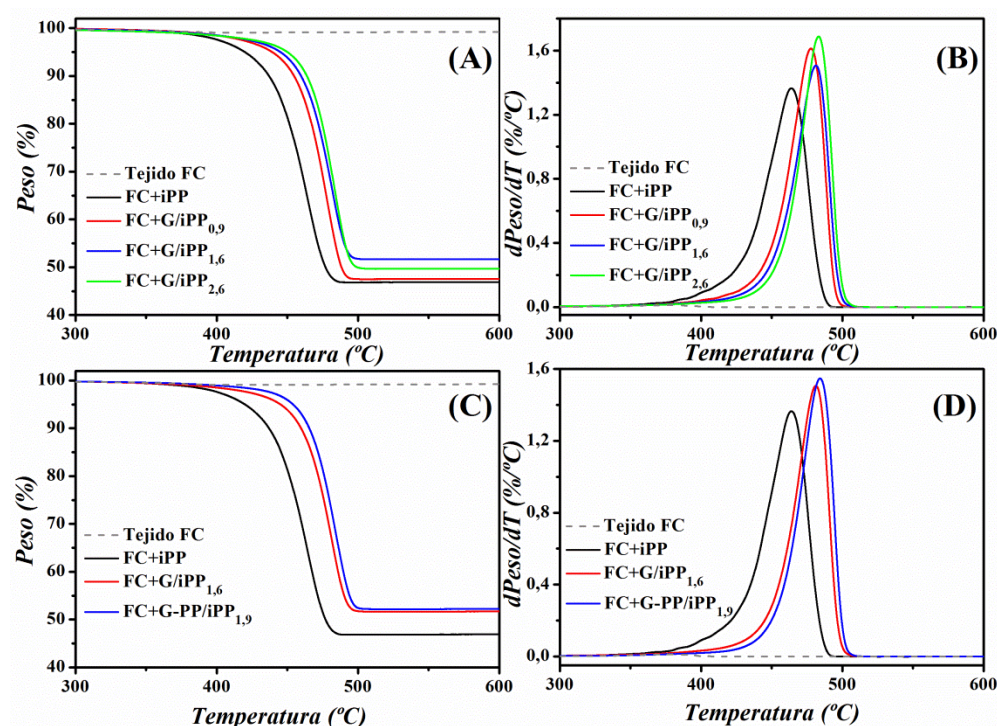 100
90
80
70
60
50
40
Peso (%)
(A)
Tejido FC
FC+iPP
FC+G/iPP0,9
FC+G/iPP1,6
FC+G/iPP2,6
300 400 500 600
Temperatura (ºC)
1,6
1,2
0,8
0,4
0,0
dPeso/dT (%/ºC)
(B)
Tejido FC
FC+iPP
FC+G/iPP0,9
FC+G/iPP1,6
FC+G/iPP2,6
300 400 500 600
Temperatura (ºC)
100
90
80
70
60
50
40
Peso (%)
(C)
Tejido FC
FC+iPP
FC+G/iPP1,6
FC+G-PP/iPP1,9
300 400 500 600
Temperatura (ºC)
1,6
1,2
0,8
0,4
0,0
dPeso/dT (%/ºC)
(D)
Tejido FC
FC+iPP
FC+G/iPP1,6
FC+G-PP/iPP1,9
300 400 500 600
Temperatura (ºC)